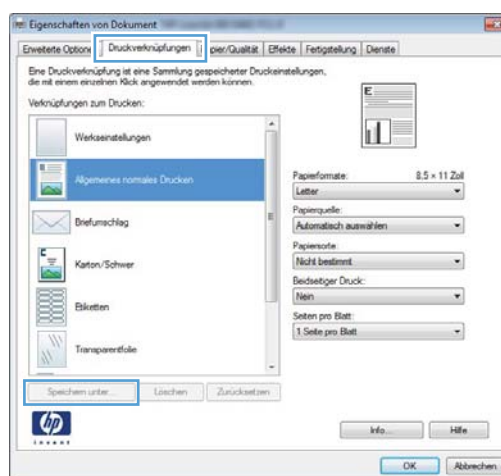 Eigenschaften von Dokument
Erweiterte Optionen Druckverknüpfungen Papier/Qualität Effekte Fertigstellung Dienste
Eine Druckverknüpfung ist eine Sammlung gespeicherter Druckeinstellungen,
die mit einem einzelnen Klick angewendet werden können.
Verknüpfungen zum Drucken:
Werkseinstellungen
Allgemeines normales Drucken
Briefumschlag
Karton/Schwer
Etiketten
Transparentfolie
Speichern unter... Löschen Zurücksetzen
E
Papierformate: 8.5 × 11 Zoll
Letter
Papierquelle:
Automatisch auswählen
Papiersorte:
Nicht bestimmt
Beidseitiger Druck:
Nein
Seiten pro Blatt:
1 Seite pro Blatt
hp
invent
Info... Hilfe
OK Abbrechen